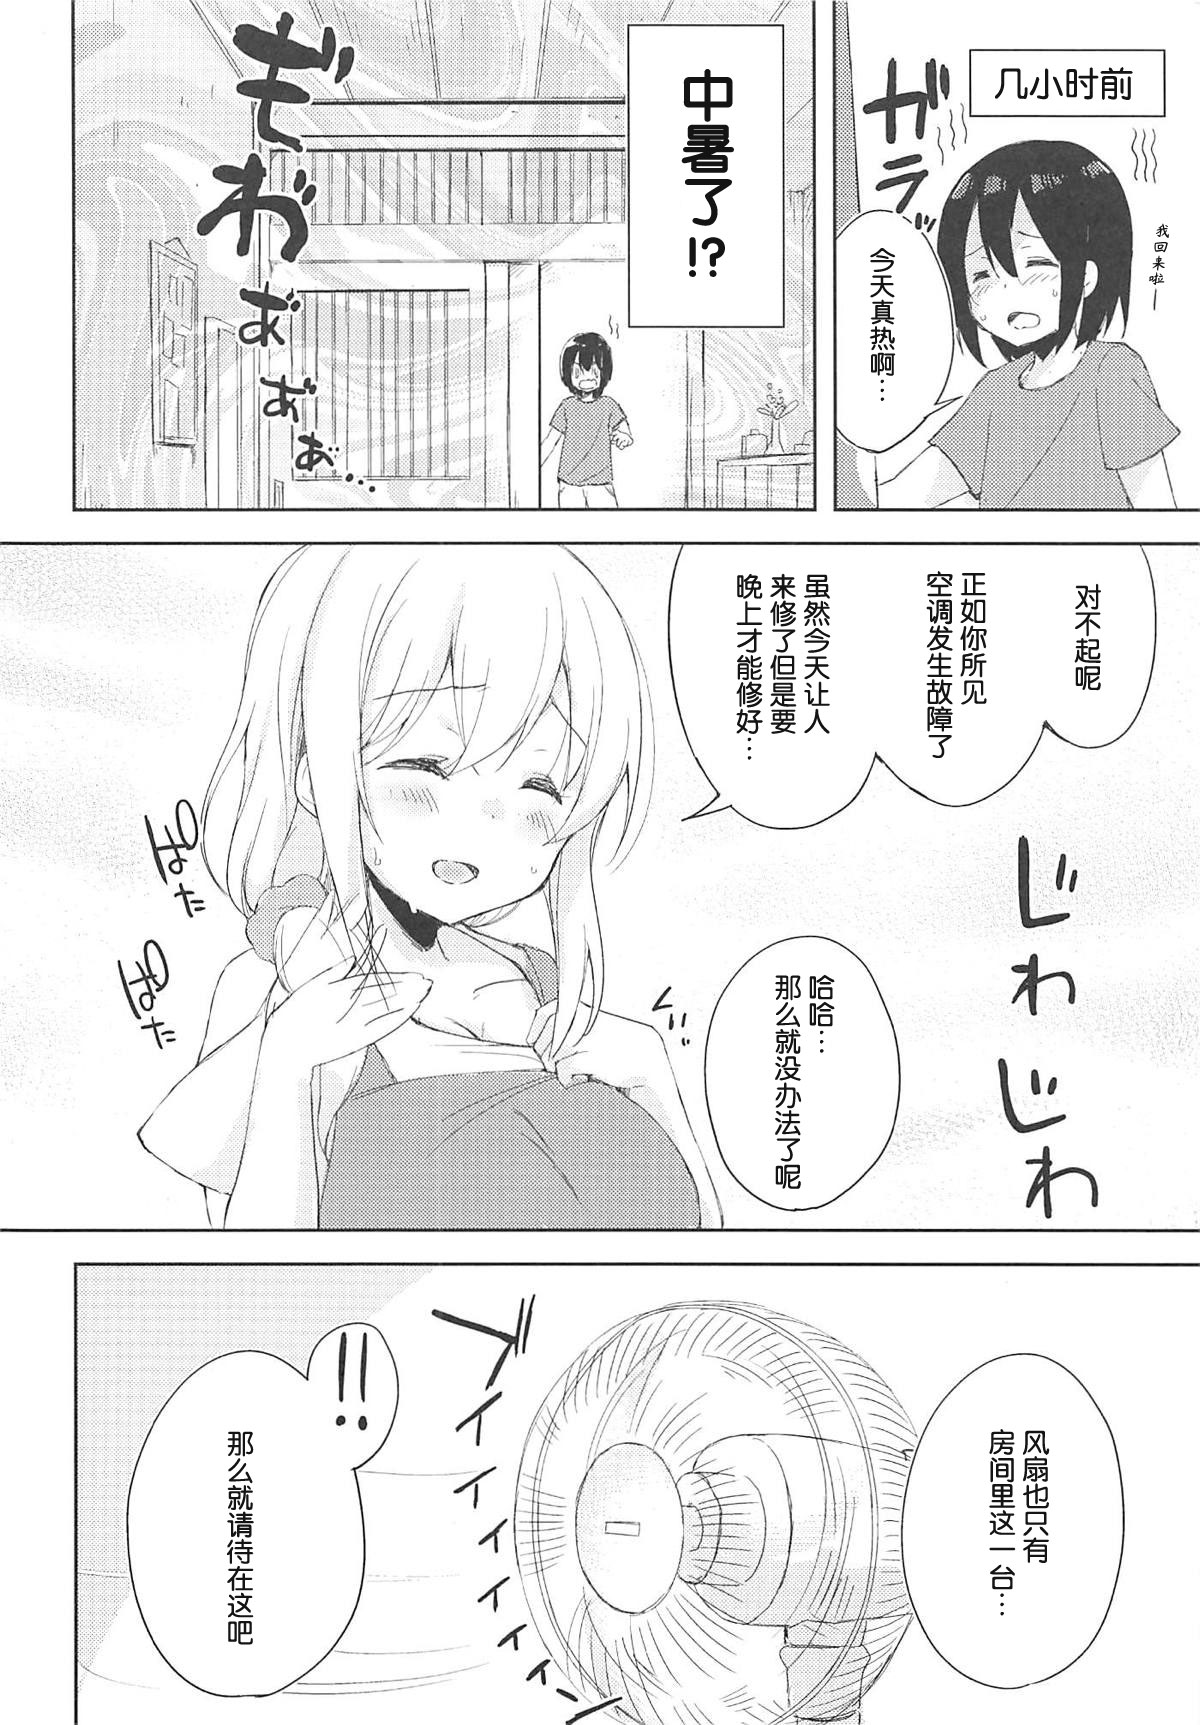 几小时前
ガラッ
我回来啦—
今天真热啊…
中暑了!?
もわぁぁぁ…
对不起呢
正如你所见
空调发生故障了
虽然今天让人
来修了但是要
晚上才能修好…
じわ
じわ
ぱた
ぱた
哈哈…
那么就没办法了呢
风扇也只有
房间里这一台…
ブイイイイン
!!
那么就请待在这吧